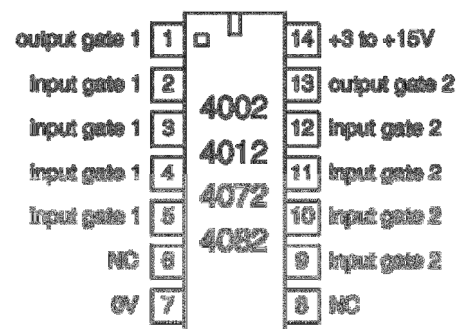 output gate 1 1 14 +3 to +15V
input gate 1 2 13 output gate 2
input gate 1 3 12 input gate 2
input gate 1 4 11 input gate 2
input gate 1 5 10 input gate 2
NC 6 9 input gate 2
0V 7 8 NC
4002
4012
4072
4082